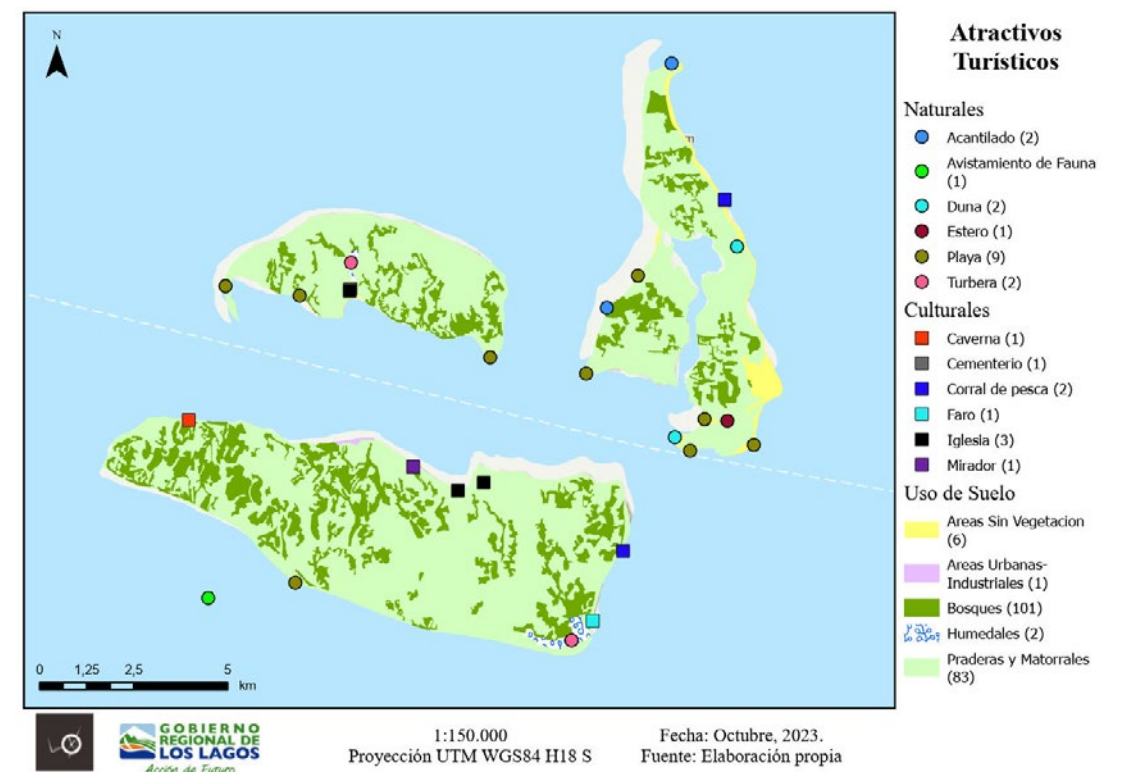 N
Atractivos
Turísticos
Naturales
Acantilado (2)
Avistamiento de Fauna
(1)
Duna (2)
Estero (1)
Playa (9)
Turbera (2)
Culturales
Caverna (1)
Cementerio (1)
Corral de pesca (2)
Faro (1)
Iglesia (3)
Mirador (1)
Uso de Suelo
Areas Sin Vegetacion
(6)
Areas Urbanas-
Industriales (1)
Bosques (101)
Humedales (2)
Praderas y Matorrales
(83)
0 1,25 2,5 5
km
GOBIERNO
REGIONAL DE
LOS LAGOS
Acción de Futuro
1:150.000
Proyección UTM WGS84 H18 S
Fecha: Octubre, 2023.
Fuente: Elaboración propia